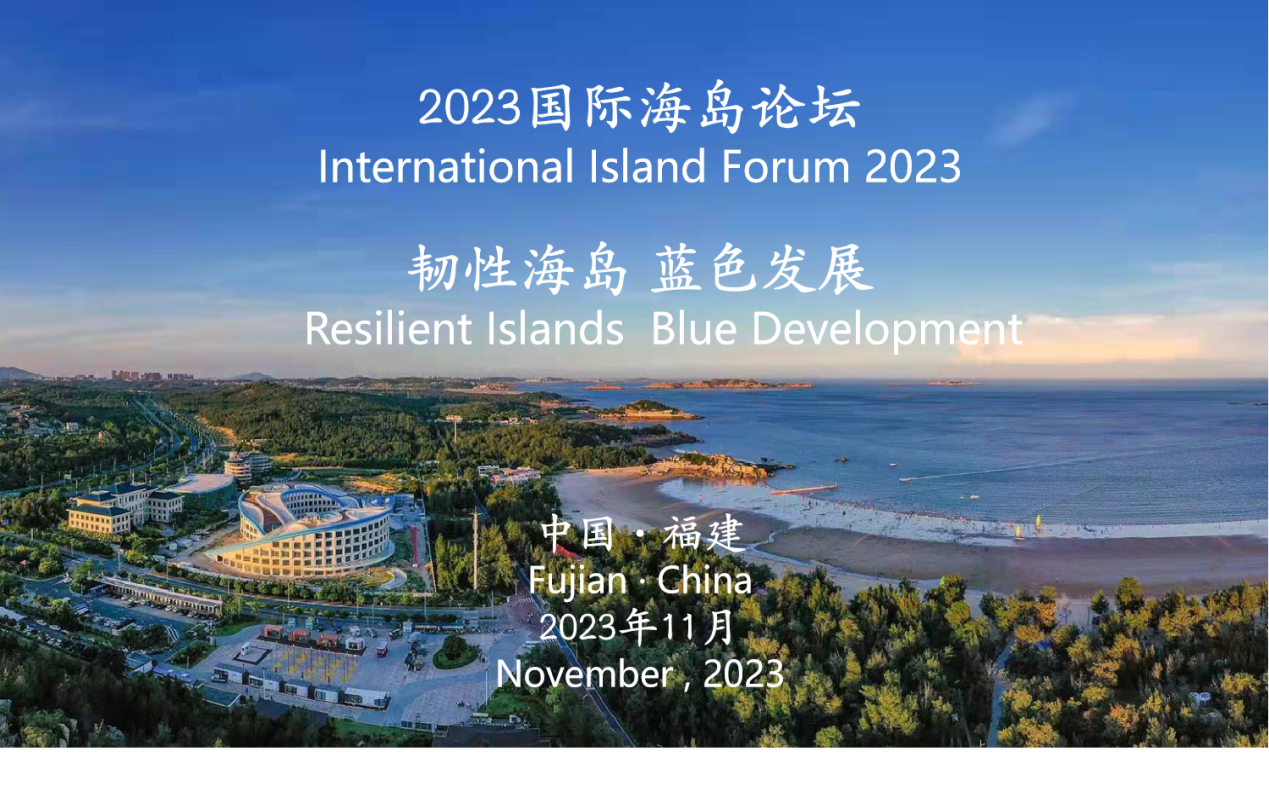 2023国际海岛论坛
International Island Forum 2023
韧性海岛 蓝色发展
Resilient Islands Blue Development
中国·福建
Fujian · China
2023年11月
November , 2023